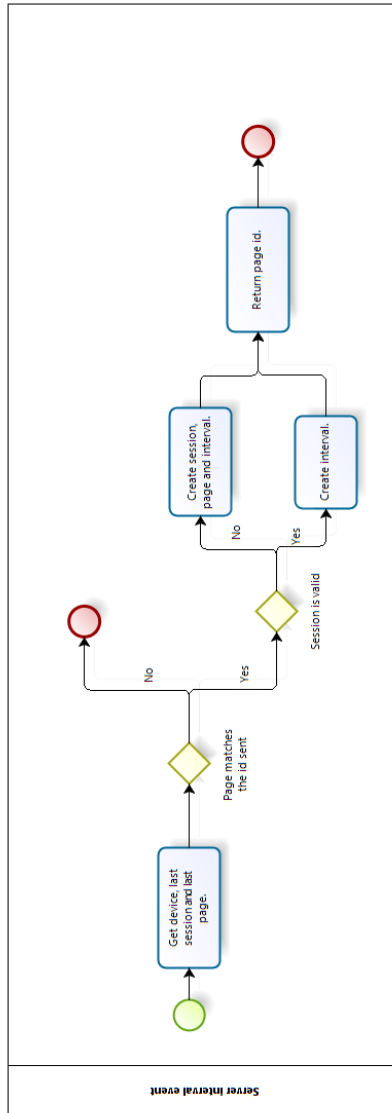 Server interval event
Get device, last
session and last
page.
Page matches
the id sent
No
Yes
Session is valid
No
Yes
Create session,
page and interval.
Create interval.
Return page id.